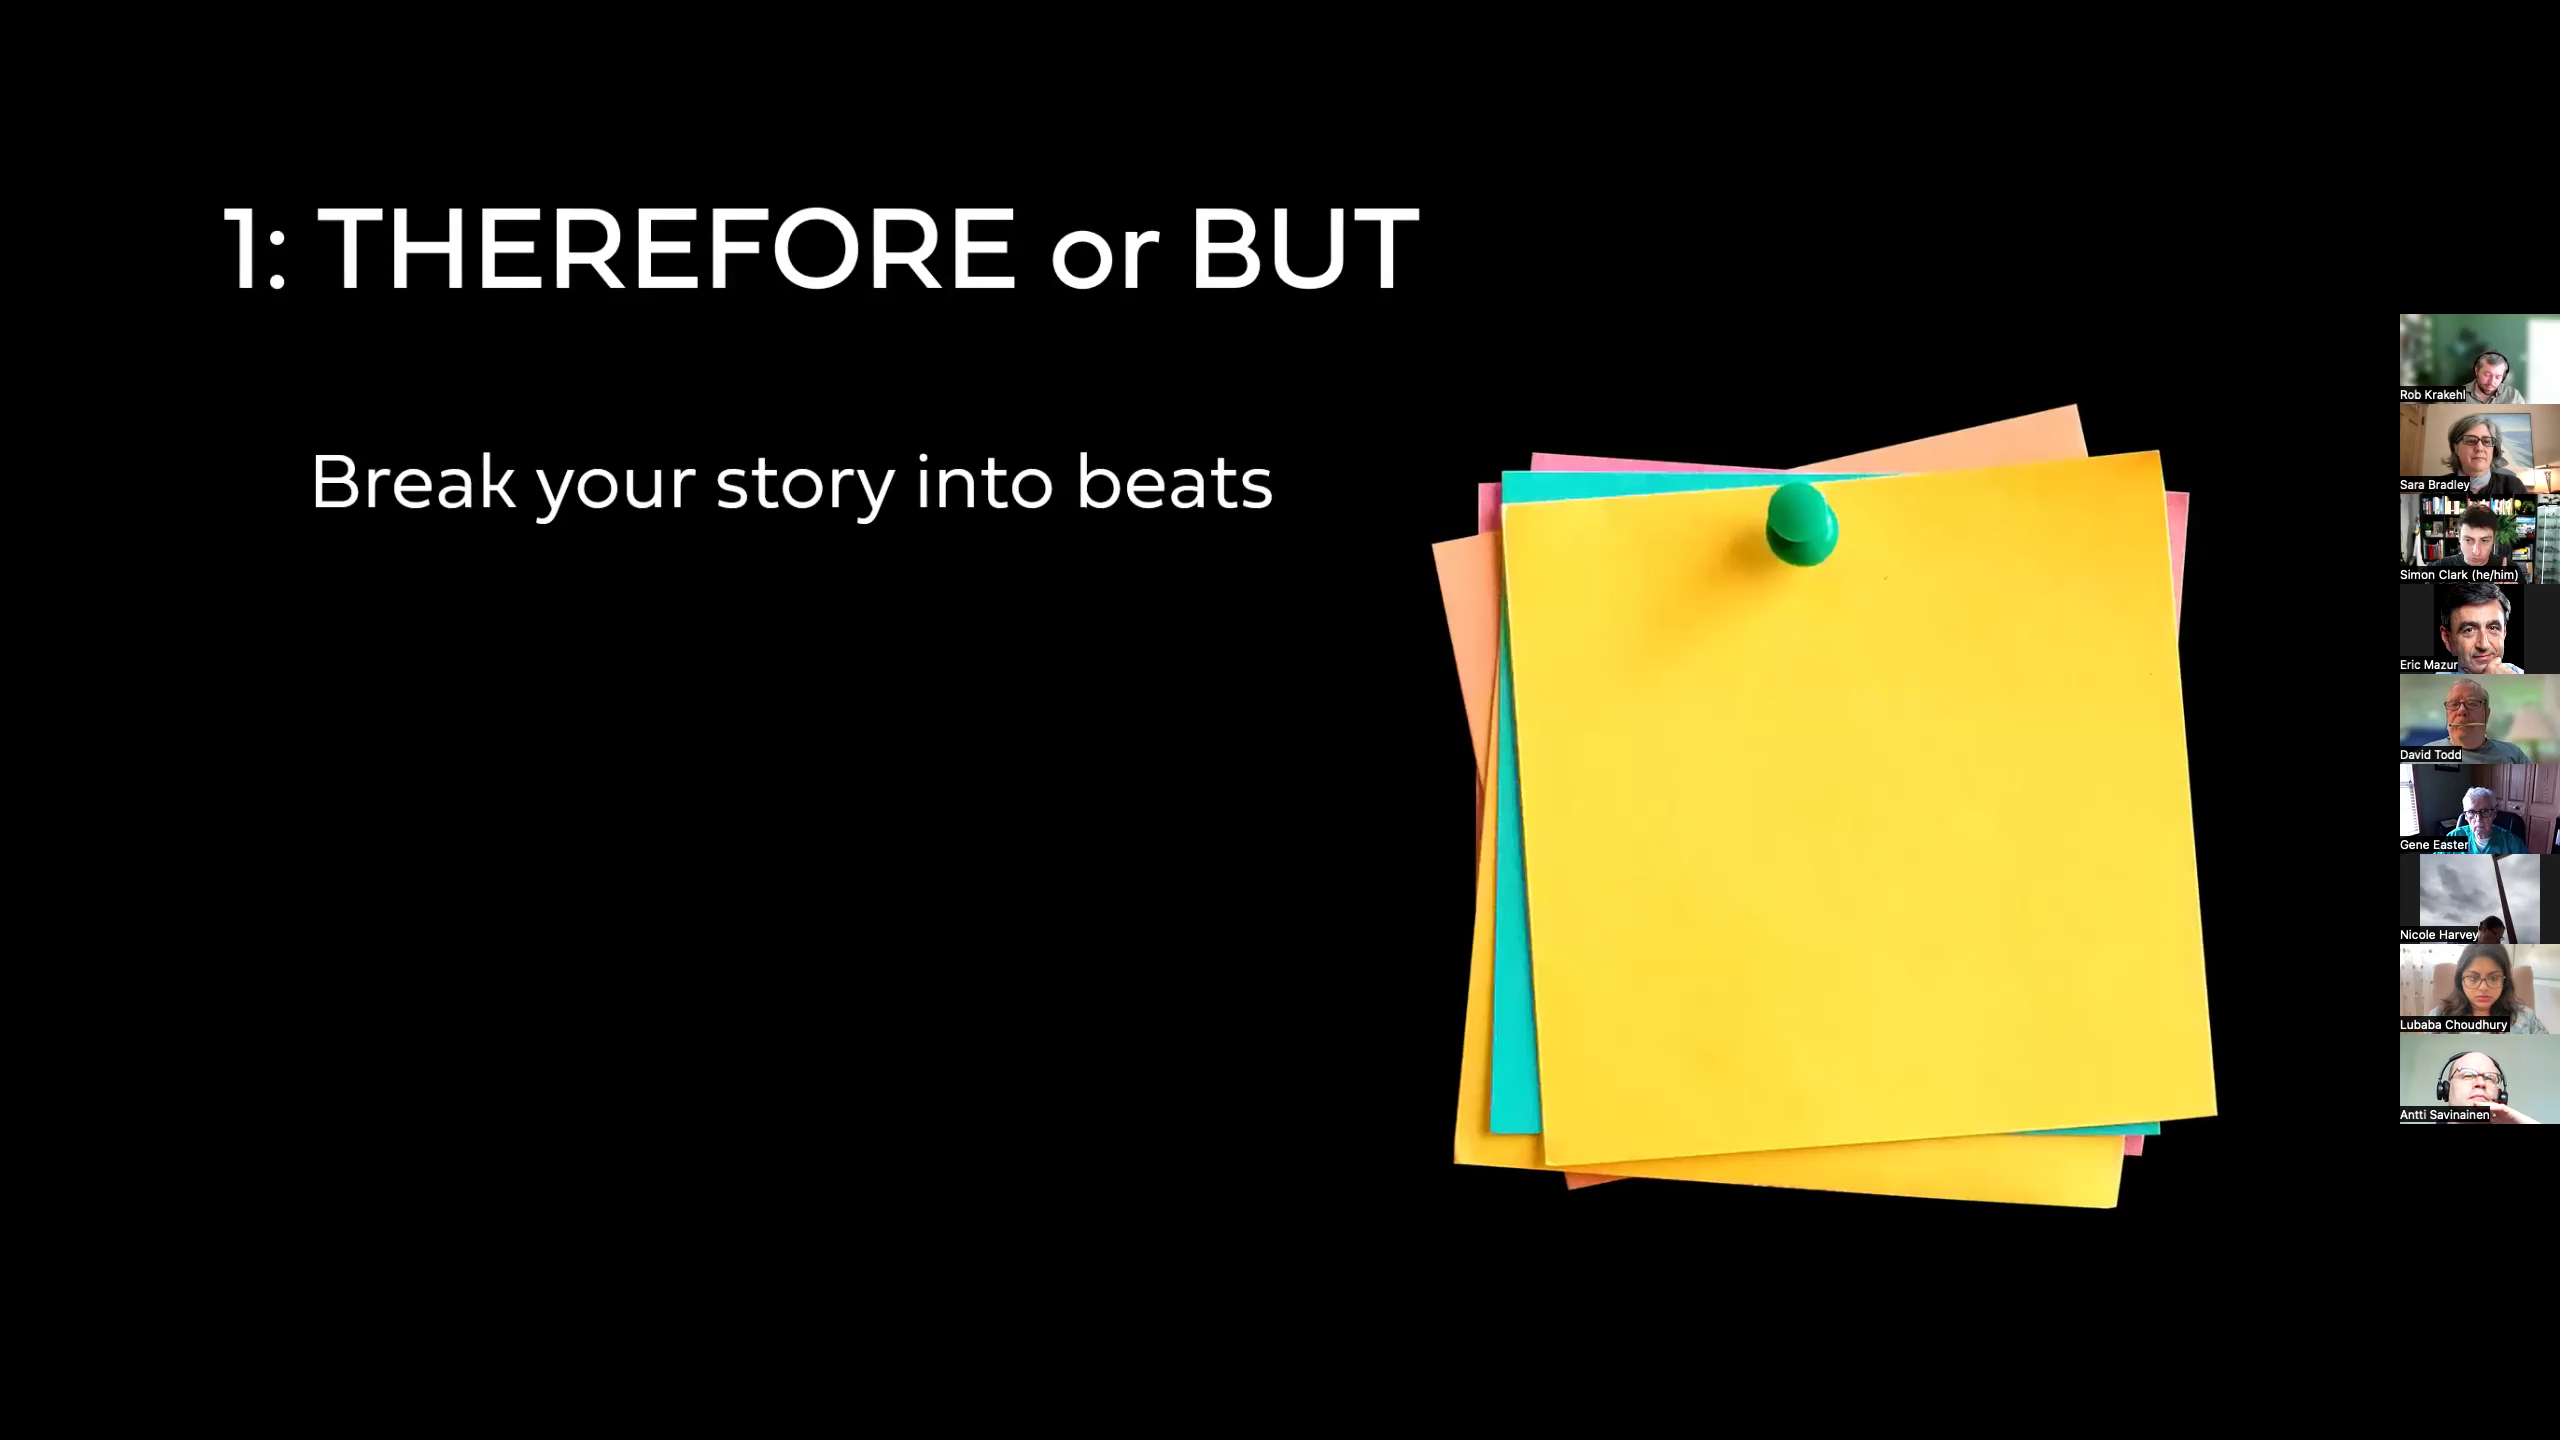 1: THEREFORE or BUT
Break your story into beats
Rob Krakehl
Sara Bradley
Simon Clark (he/him)
Eric Mazur
David Todd
Gene Easter
Nicole Harvey
Lubaba Choudhury
Antti Savinainen